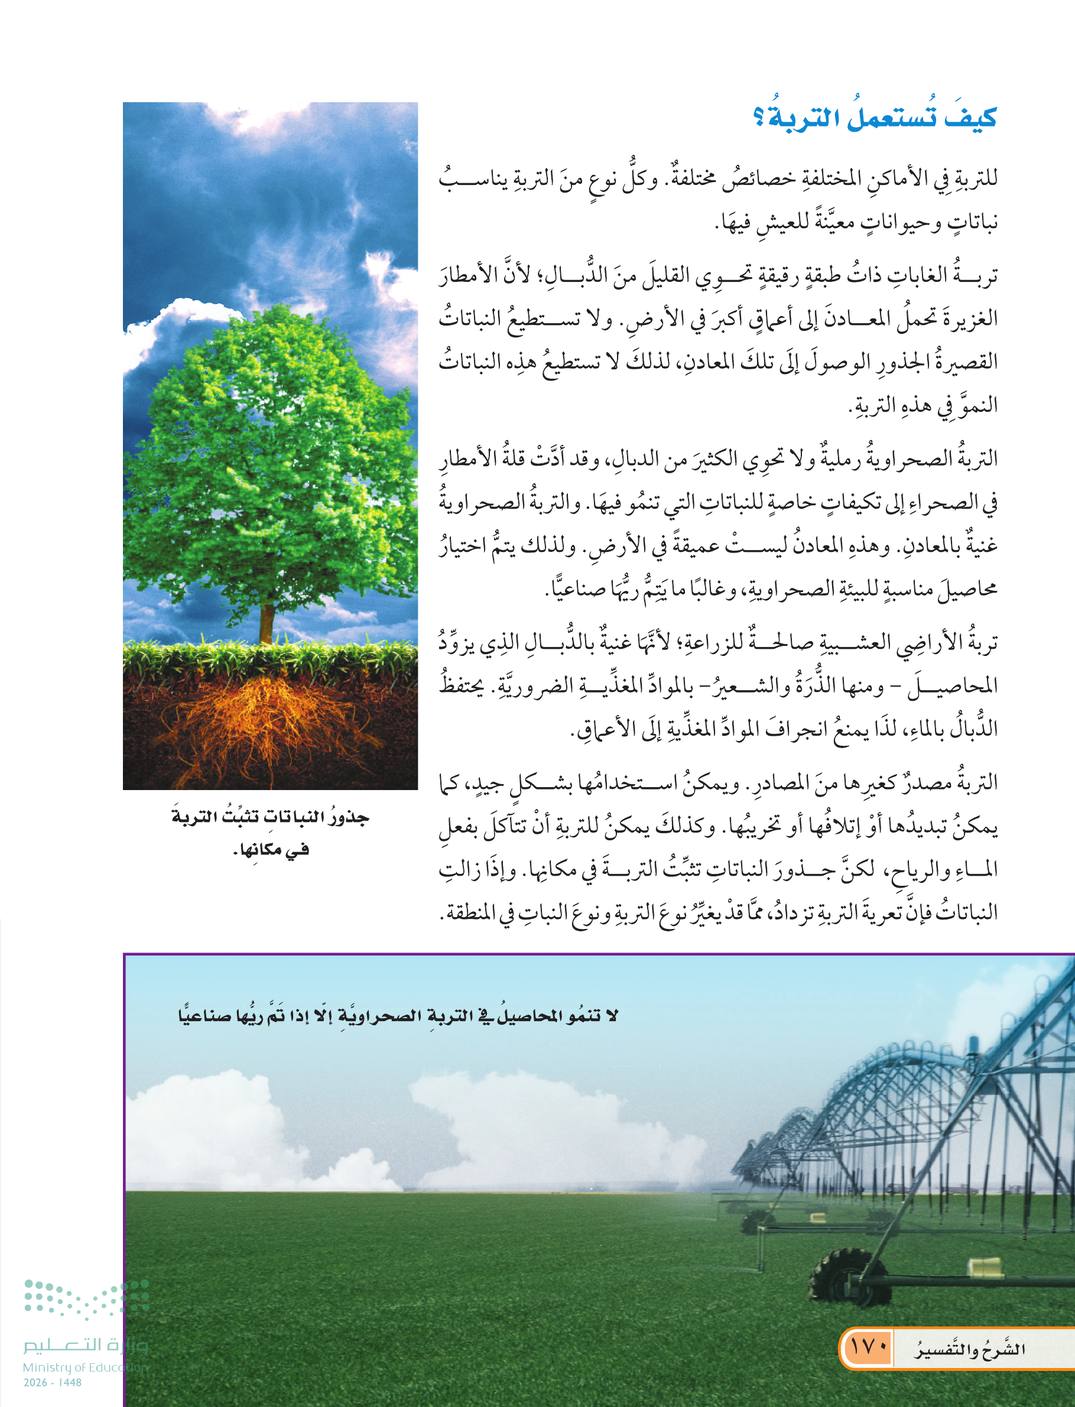 كيفَ تُستعملُ التربةُ؟
للتربةِ فِي الأماكنِ المختلفةِ خصائصُ مختلفةٌ. وكلُّ نوعٍ منَ التربةِ يناسبُ
نباتاتٍ وحيواناتٍ معيَّنةً للعيشِ فيهَا.
تربةُ الغاباتِ ذاتُ طبقةٍ رقيقةٍ تحوِي القليلَ منَ الدُّبالِ؛ لأنَّ الأمطارَ
الغزيرةَ تحملُ المعادنَ إلى أعماقٍ أكبرَ في الأرضِ. ولا تستطيعُ النباتاتُ
القصيرةُ الجذورِ الوصولَ إلَى تلكَ المعادنِ، لذلكَ لا تستطيعُ هذِه النباتاتُ
النموَّ فِي هذهِ التربةِ.
التربةُ الصحراويةُ رمليةٌ ولا تحوِي الكثيرَ من الدبالِ، وقد أدَّتْ قلةُ الأمطارِ
في الصحراءِ إلى تكيفاتٍ خاصةٍ للنباتاتِ التي تنمُو فيهَا. والتربةُ الصحراويةُ
غنيةٌ بالمعادنِ. وهذهِ المعادنُ ليستْ عميقةً في الأرضِ. ولذلك يتمُّ اختيارُ
محاصيلَ مناسبةٍ للبيئةِ الصحراويةِ، وغالبًا ما يَتِمُّ ريُّهَا صناعيًّا.
تربةُ الأراضِي العشبيةِ صالحةٌ للزراعةِ؛ لأنَّهَا غنيةٌ بالدُّبالِ الذِي يزوِّدُ
المحاصيلَ – ومنها الذُّرَةُ والشعيرُ– بالموادِّ المغذِّيةِ الضروريَّةِ. يحتفظُ
الدُّبالُ بالماءِ، لذَا يمنعُ انجرافَ الموادِّ المغذِّيةِ إلَى الأعماقِ.
التربةُ مصدرٌ كغيرِها منَ المصادرِ. ويمكنُ استخدامُها بشكلٍ جيدٍ، كما
يمكنُ تبديدُها أوْ إتلافُها أو تخريبُها. وكذلكَ يمكنُ للتربةِ أنْ تتآكلَ بفعلِ
الماءِ والرياحِ، لكنَّ جذورَ النباتاتِ تثبِّتُ التربةَ في مكانِها. وإذَا زالتِ
النباتاتُ فإنَّ تعريةَ التربةِ تزدادُ، ممَّا قدْ يغيِّرُ نوعَ التربةِ ونوعَ النباتِ في المنطقة.
جذورُ النباتاتِ تثبِّتُ التربةَ
في مكانِها.
لا تنمُو المحاصيلُ في التربةِ الصحراويَّةِ إلّا إذا تَمَّ ريُّها صناعيًّا
وزارة التعليم
Ministry of Education
2026 - 1448
الشَّرحُ والتَّفسيرُ ١٧٠